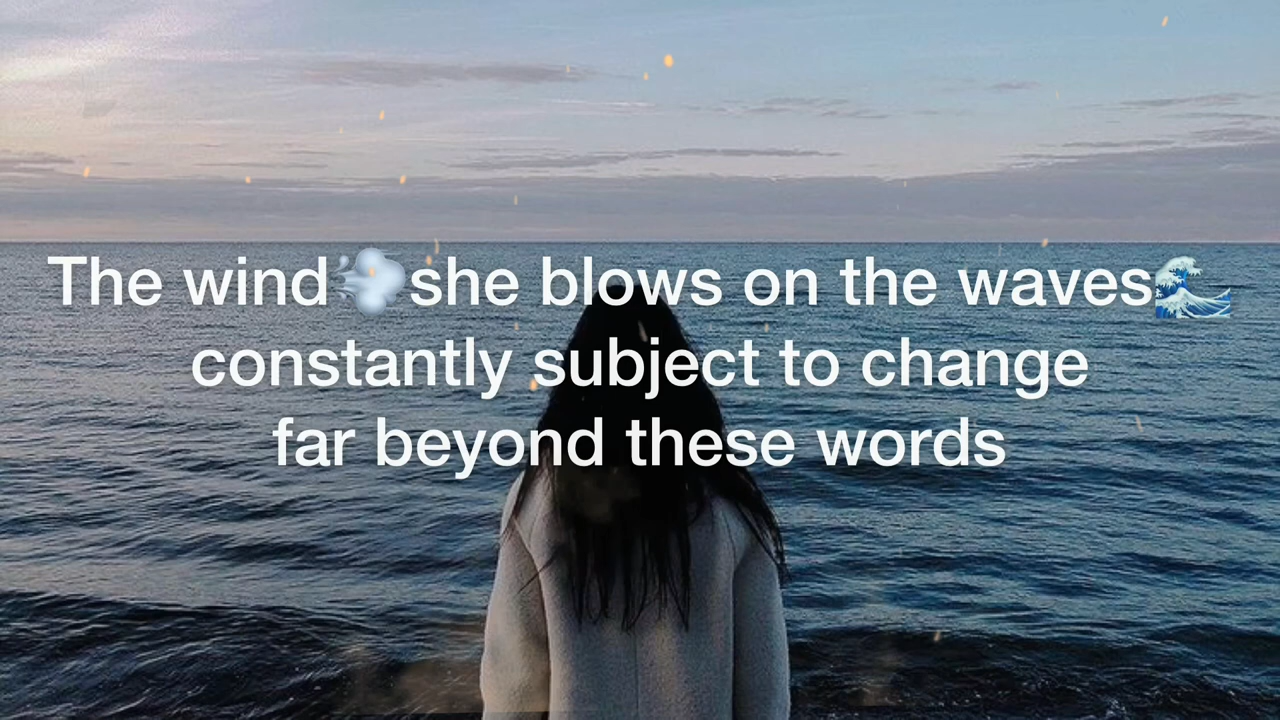 The wind💨she blows on the waves🌊
constantly subject to change
far beyond these words